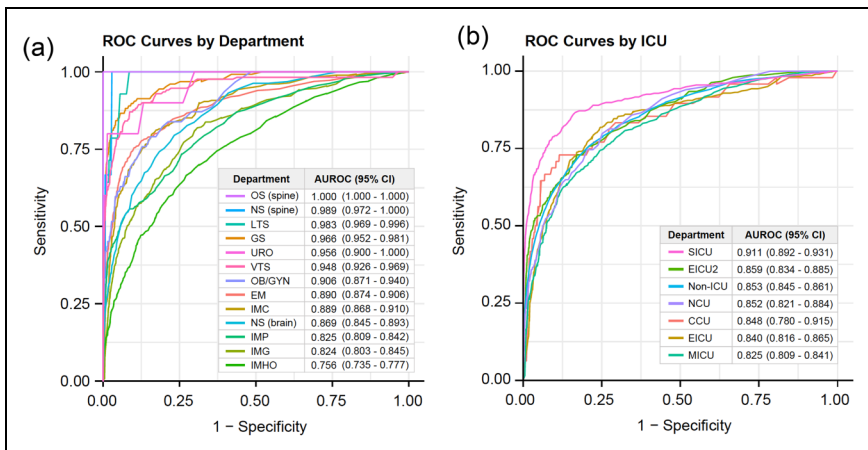 (a)
ROC Curves by Department
1.00
0.75
0.50
0.25
0.00
Sensitivity
0.00 0.25 0.50 0.75 1.00
1 − Specificity
Department AUROC (95% CI)
OS (spine) 1.000 (1.000 - 1.000)
NS (spine) 0.989 (0.972 - 1.000)
LTS 0.983 (0.969 - 0.996)
GS 0.966 (0.952 - 0.981)
URO 0.956 (0.900 - 1.000)
VTS 0.948 (0.926 - 0.969)
OB/GYN 0.906 (0.871 - 0.940)
EM 0.890 (0.874 - 0.906)
IMC 0.889 (0.868 - 0.910)
NS (brain) 0.869 (0.845 - 0.893)
IMP 0.825 (0.809 - 0.842)
IMG 0.824 (0.803 - 0.845)
IMHO 0.756 (0.735 - 0.777)
(b)
ROC Curves by ICU
1.00
0.75
0.50
0.25
0.00
Sensitivity
0.00 0.25 0.50 0.75 1.00
1 − Specificity
Department AUROC (95% CI)
SICU 0.911 (0.892 - 0.931)
EICU2 0.859 (0.834 - 0.885)
Non-ICU 0.853 (0.845 - 0.861)
NCU 0.852 (0.821 - 0.884)
CCU 0.848 (0.780 - 0.915)
EICU 0.840 (0.816 - 0.865)
MICU 0.825 (0.809 - 0.841)